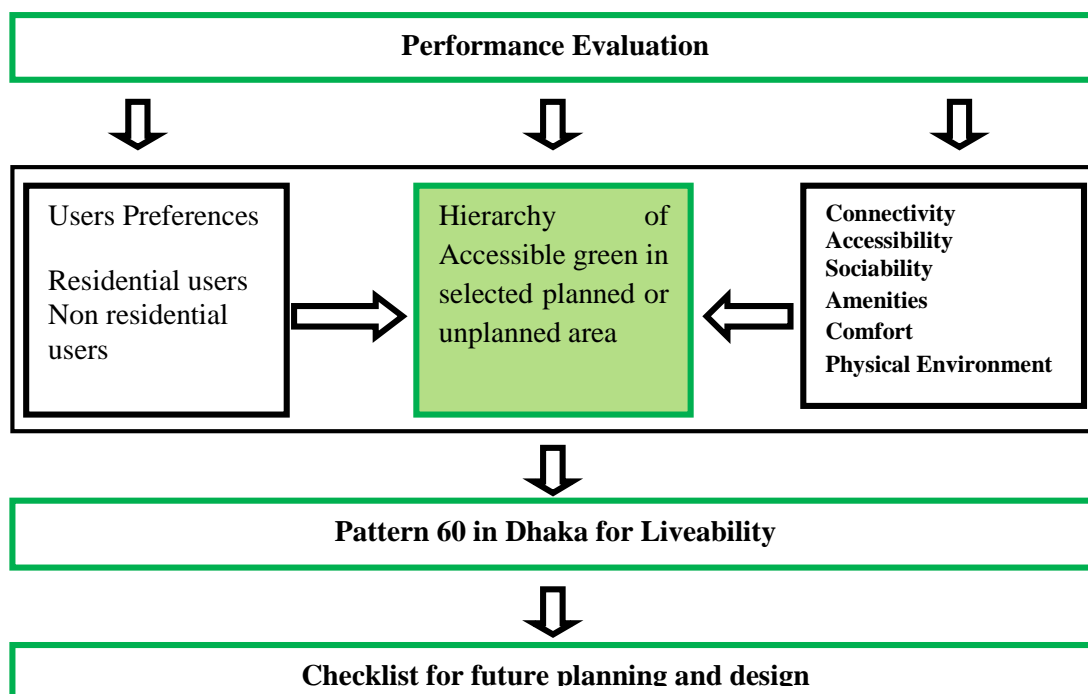 Performance Evaluation
Users Preferences
Residential users
Non residential
users
Hierarchy of
Accessible green in
selected planned or
unplanned area
Connectivity
Accessibility
Sociability
Amenities
Comfort
Physical Environment
Pattern 60 in Dhaka for Liveability
Checklist for future planning and design